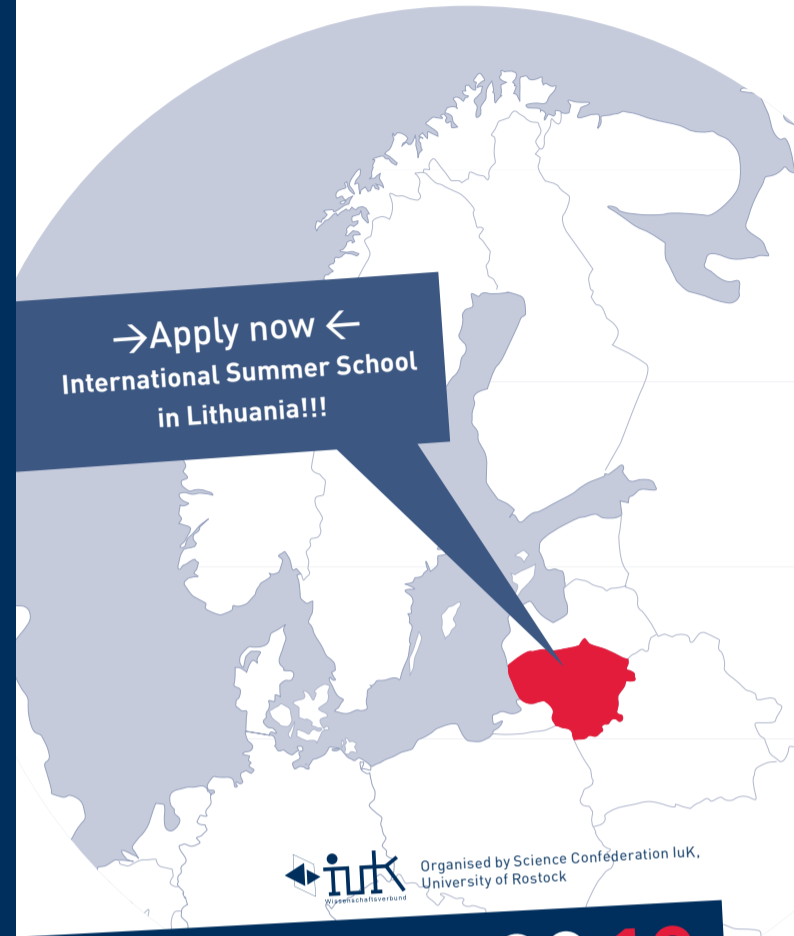 →Apply now ←
International Summer School
in Lithuania!!!
iuk
Wissenschaftsverbund
Organised by Science Confederation IuK,
University of Rostock